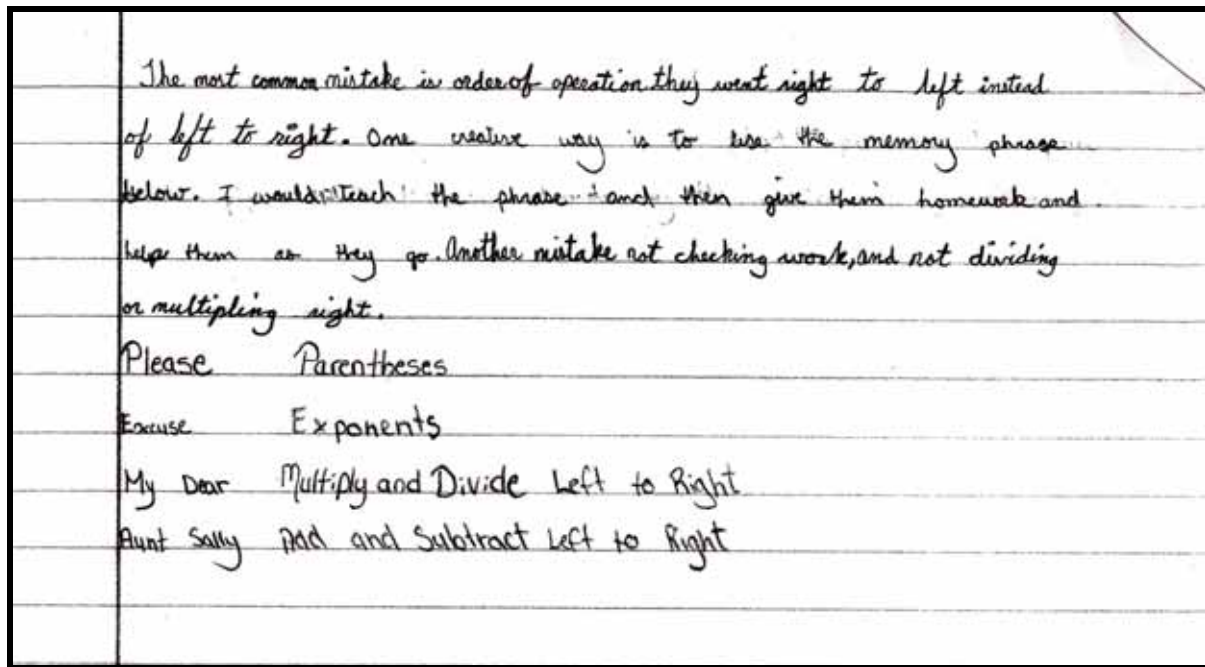 The most common mistake is order of operation they went right to left instead
of left to right. One creative way is to use the memory phrase
below. I would teach the phrase and then give them homework and
help them as they go. Another mistake not checking work, and not dividing
or multipling right.
Please Parentheses
Excuse Exponents
My Dear Multiply and Divide Left to Right
Aunt Sally Add and Subtract Left to Right